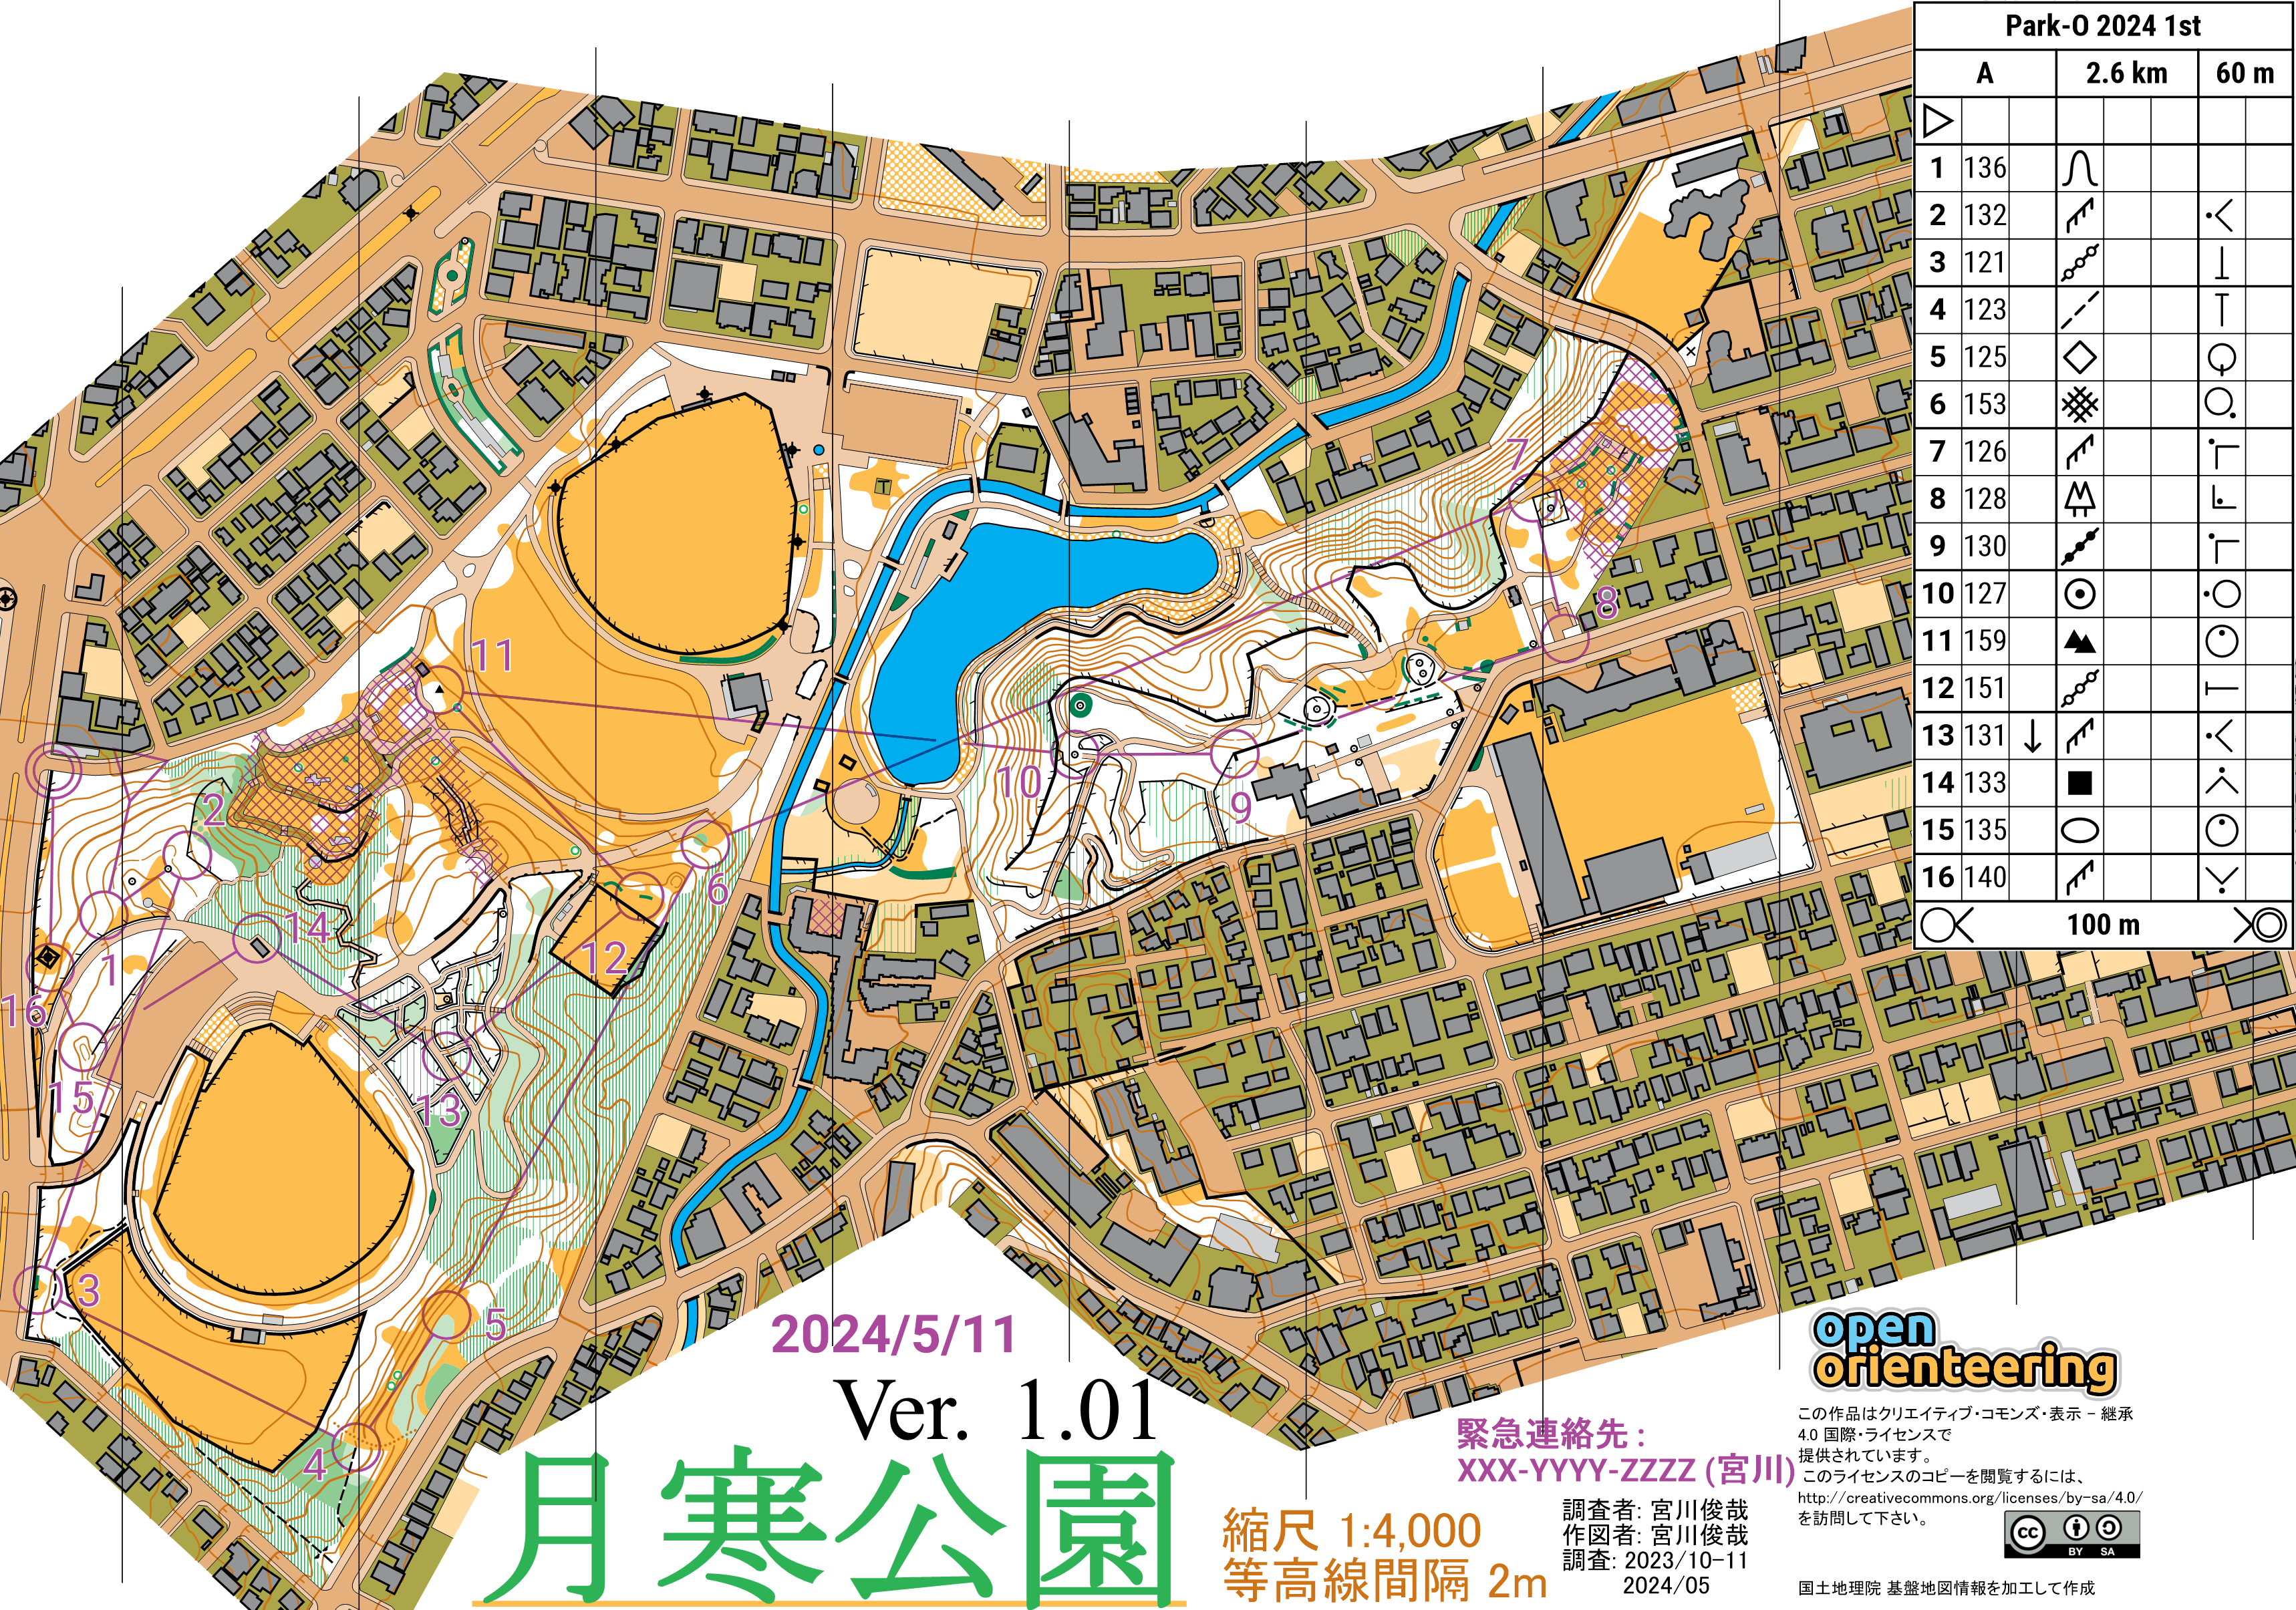 Park-O 2024 1st
A 2.6 km 60 m
1 136
2 132
3 121
4 123
5 125
6 153
7 126
8 128
9 130
10 127
11 159
12 151
13 131
14 133
15 135
16 140
100 m
7
8
11
2
10
9
6
14
12
1
16
15
13
3
5
4
T
2024/5/11
Ver. 1.01
月寒公園
緊急連絡先 :
XXX-YYYY-ZZZZ (宮川)
縮尺 1:4,000
等高線間隔 2m
調査者: 宮川俊哉
作図者: 宮川俊哉
調査: 2023/10-11
2024/05
open
orienteering
この作品はクリエイティブ・コモンズ・表示 - 継承
4.0 国際・ライセンスで
提供されています。
このライセンスのコピーを閲覧するには、
http://creativecommons.org/licenses/by-sa/4.0/
を訪問して下さい。
cc
BY SA
国土地理院 基盤地図情報を加工して作成